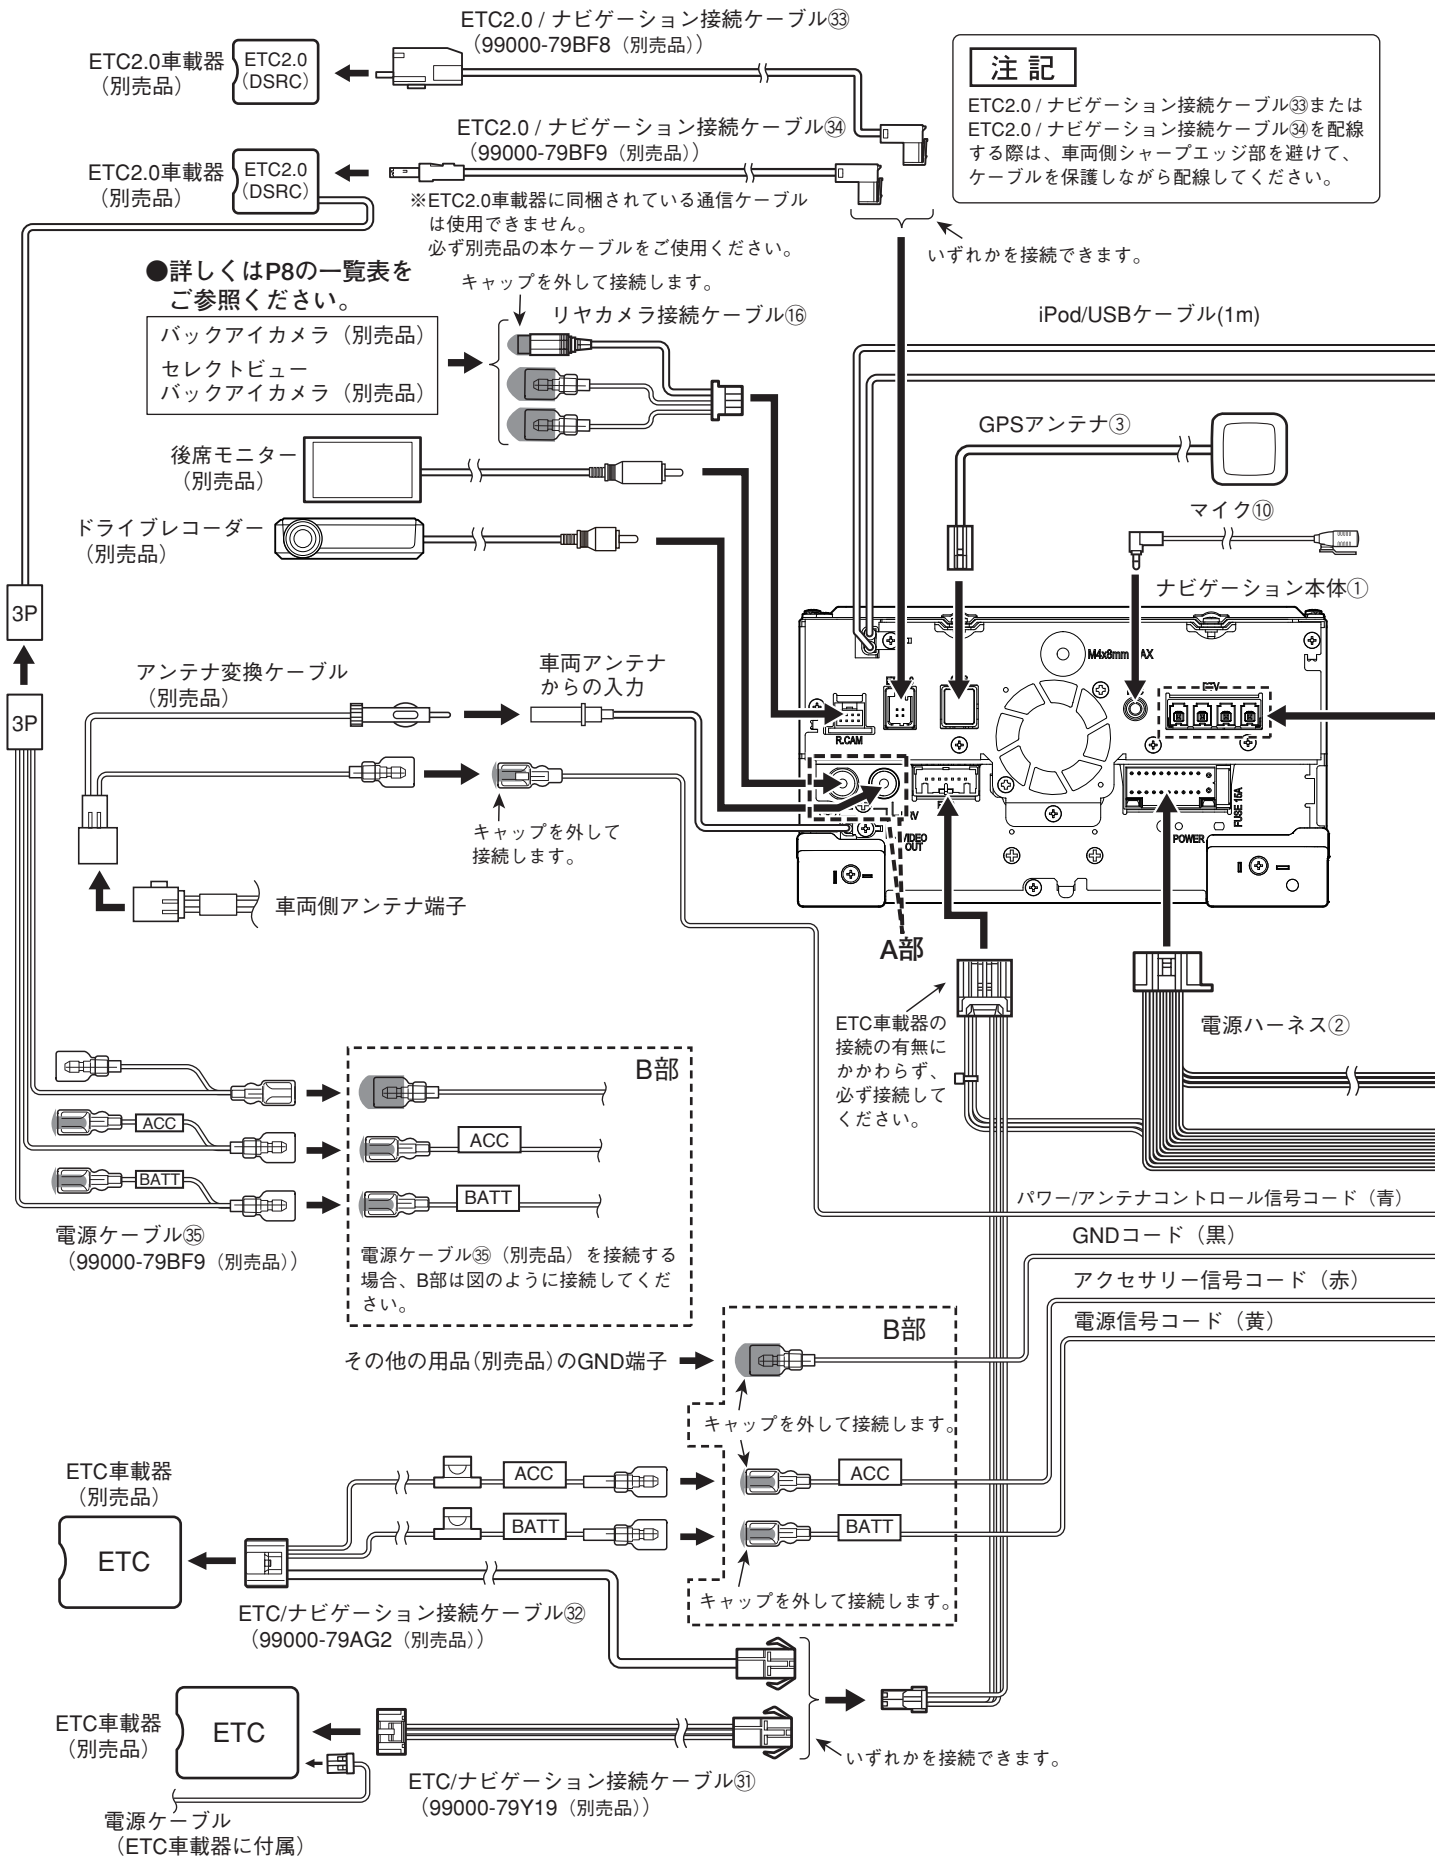 ETC2.0 / ナビゲーション接続ケーブル㉝
（99000-79BF8（別売品））
ETC2.0車載器
（別売品）
ETC2.0
（DSRC）
注 記
ETC2.0 / ナビゲーション接続ケーブル㉝または
ETC2.0 / ナビゲーション接続ケーブル㉞を配線
する際は、車両側シャープエッジ部を避けて、
ケーブルを保護しながら配線してください。
ETC2.0 / ナビゲーション接続ケーブル㉞
（99000-79BF9（別売品））
ETC2.0車載器
（別売品）
ETC2.0
（DSRC）
※ETC2.0車載器に同梱されている通信ケーブル
は使用できません。
必ず別売品の本ケーブルをご使用ください。
いずれかを接続できます。
●詳しくはP8の一覧表を
ご参照ください。
キャップを外して接続します。
リヤカメラ接続ケーブル⑯
iPod/USBケーブル(1m)
バックアイカメラ（別売品）
セレクトビュー
バックアイカメラ（別売品）
GPSアンテナ③
後席モニター
（別売品）
マイク⑩
ドライブレコーダー
（別売品）
ナビゲーション本体①
3P
アンテナ変換ケーブル
（別売品）
車両アンテナ
からの入力
M4x8mm
AX
3P
R.CAM
キャップを外して
接続します。
RV
VIDEO
OUT
POWER
FUSE 15A
車両側アンテナ端子
A部
ETC車載器の
接続の有無に
かかわらず、
必ず接続して
ください。
電源ハーネス②
B部
ACC
ACC
BATT
BATT
電源ケーブル㉟
（99000-79BF9（別売品））
電源ケーブル㉟（別売品）を接続する
場合、B部は図のように接続してくだ
さい。
パワー/アンテナコントロール信号コード（青）
GNDコード（黒）
アクセサリー信号コード（赤）
電源信号コード（黄）
B部
その他の用品（別売品）のGND端子
キャップを外して接続します。
ETC車載器
（別売品）
ETC
ACC
ACC
BATT
BATT
キャップを外して接続します。
ETC/ナビゲーション接続ケーブル㉜
（99000-79AG2（別売品））
ETC車載器
（別売品）
ETC
いずれかを接続できます。
ETC/ナビゲーション接続ケーブル㉛
（99000-79Y19（別売品））
電源ケーブル
（ETC車載器に付属）